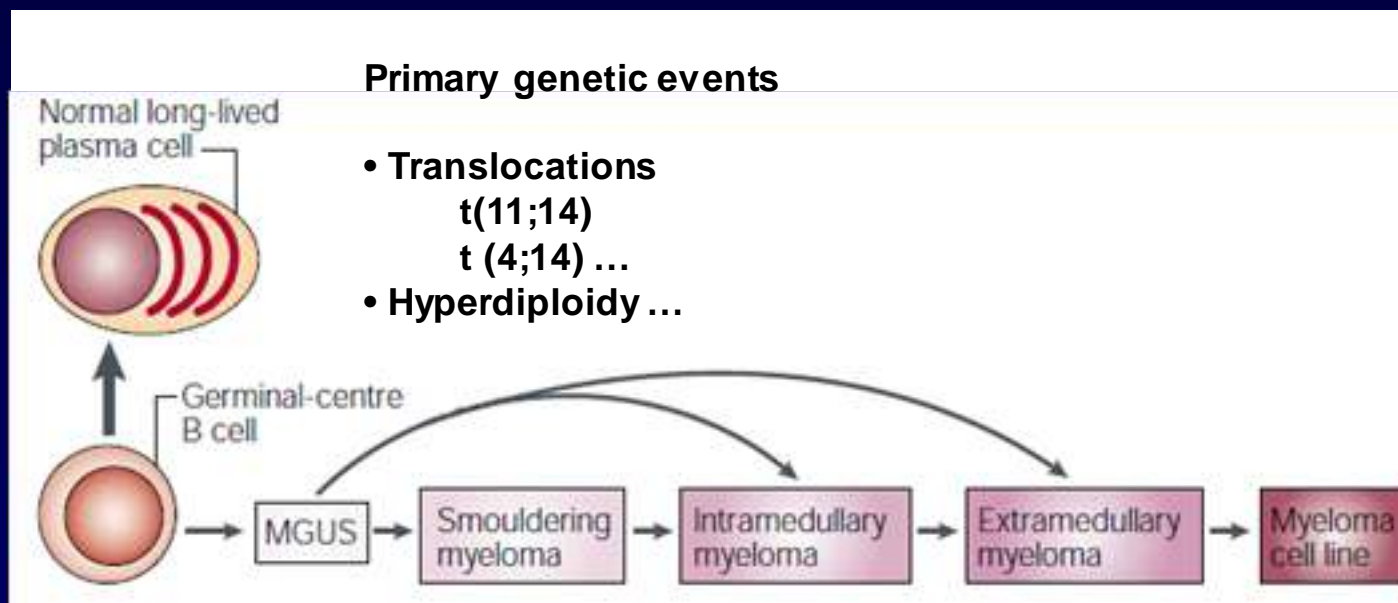 Primary genetic events
Normal long-lived
plasma cell
• Translocations
t(11;14)
t (4;14) ...
• Hyperdiploidy ...
Germinal-centre
B cell
MGUS
Smouldering
myeloma
Intramedullary
myeloma
Extramedullary
myeloma
Myeloma
cell line